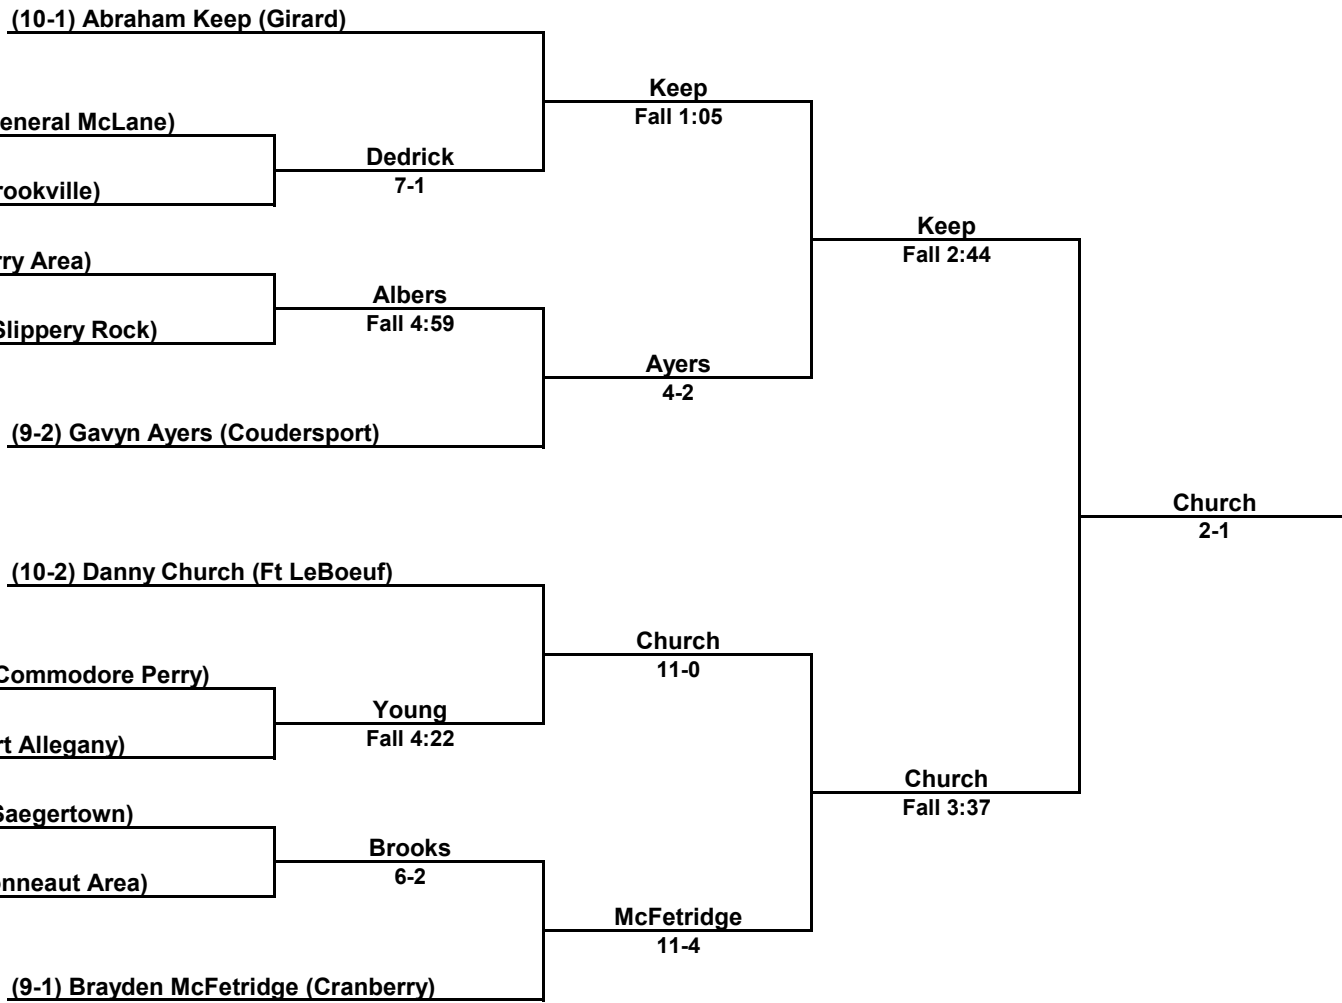 (10-1) Abraham Keep (Girard)
Keep
Fall 1:05
eneral McLane)
Dedrick
7-1
rookville)
Keep
Fall 2:44
rry Area)
Albers
Fall 4:59
Slippery Rock)
Ayers
4-2
(9-2) Gavyn Ayers (Coudersport)
Church
2-1
(10-2) Danny Church (Ft LeBoeuf)
Church
11-0
Commodore Perry)
Young
Fall 4:22
rt Allegany)
Church
Fall 3:37
Saegertown)
Brooks
6-2
onneaut Area)
McFetridge
11-4
(9-1) Brayden McFetridge (Cranberry)